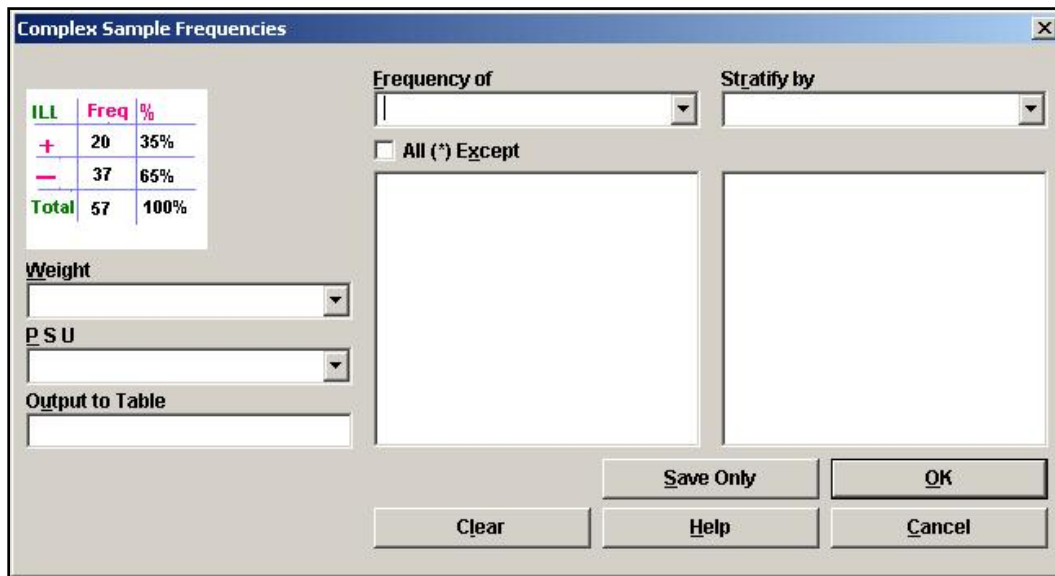 Complex Sample Frequencies
Frequency of
Stratify by
ILL Freq %
+ 20 35%
— 37 65%
Total 57 100%
All (*) Except
Weight
P S U
Output to Table
Save Only
OK
Clear
Help
Cancel